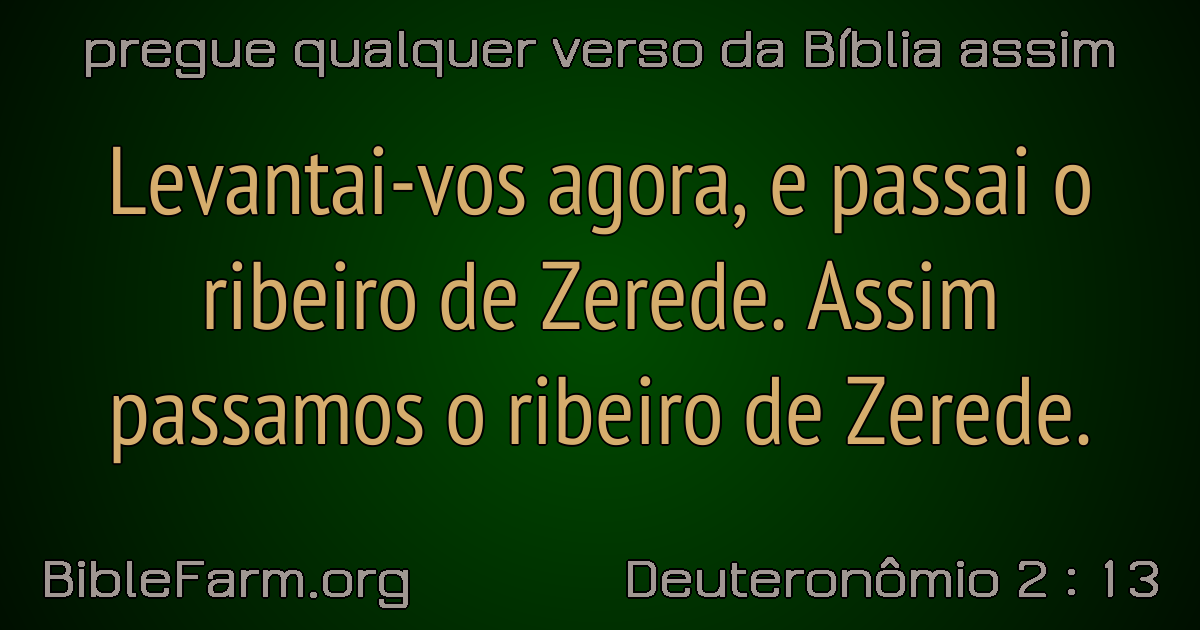 pregue qualquer verso da Bíblia assim
Levantai-vos agora, e passai o
ribeiro de Zerede. Assim
passamos o ribeiro de Zerede.
BibleFarm.org
Deuteronômio 2 : 13